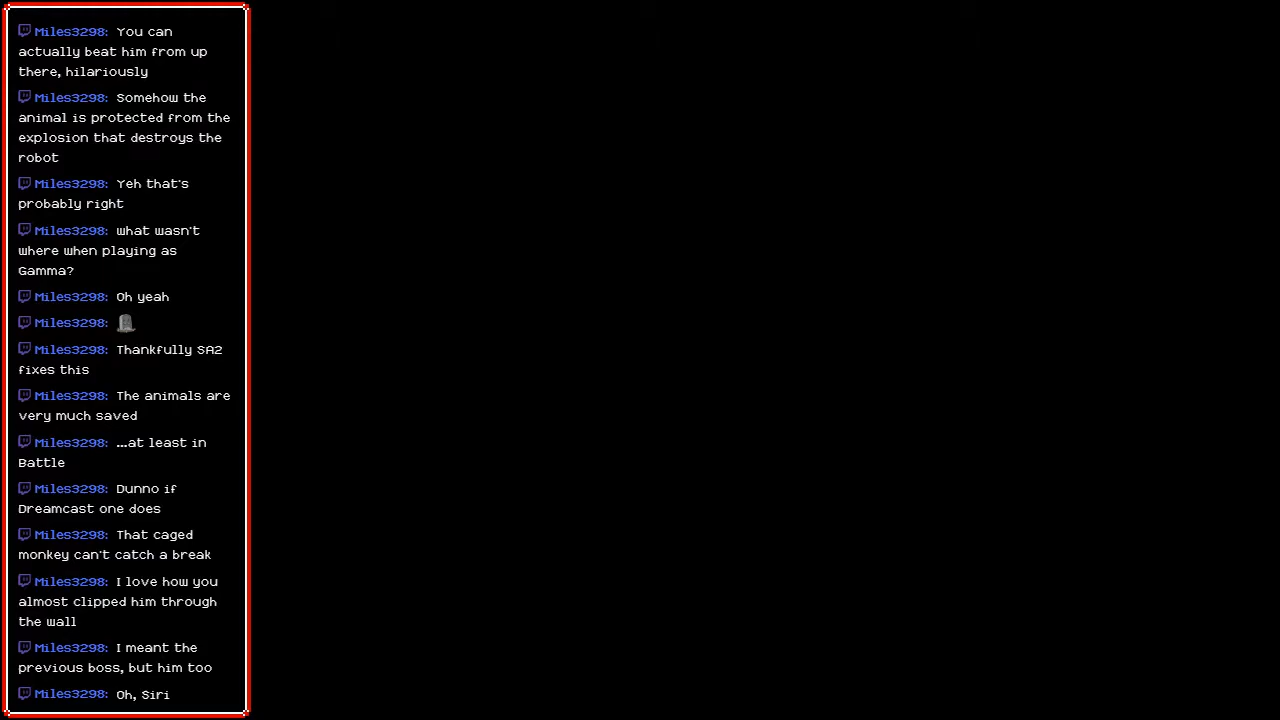 Miles3298: You can
actually beat him from up
there, hilariously
Miles3298: Somehow the
animal is protected from the
explosion that destroys the
robot
Miles3298: Yeh that's
probably right
Miles3298: what wasn't
where when playing as
Gamma?
Miles3298: Oh yeah
Miles3298:
Miles3298: Thankfully SA2
fixes this
Miles3298: The animals are
very much saved
Miles3298: ...at least in
Battle
Miles3298: Dunno if
Dreamcast one does
Miles3298: That caged
monkey can't catch a break
Miles3298: I love how you
almost clipped him through
the wall
Miles3298: I meant the
previous boss, but him too
Miles3298: Oh, Siri